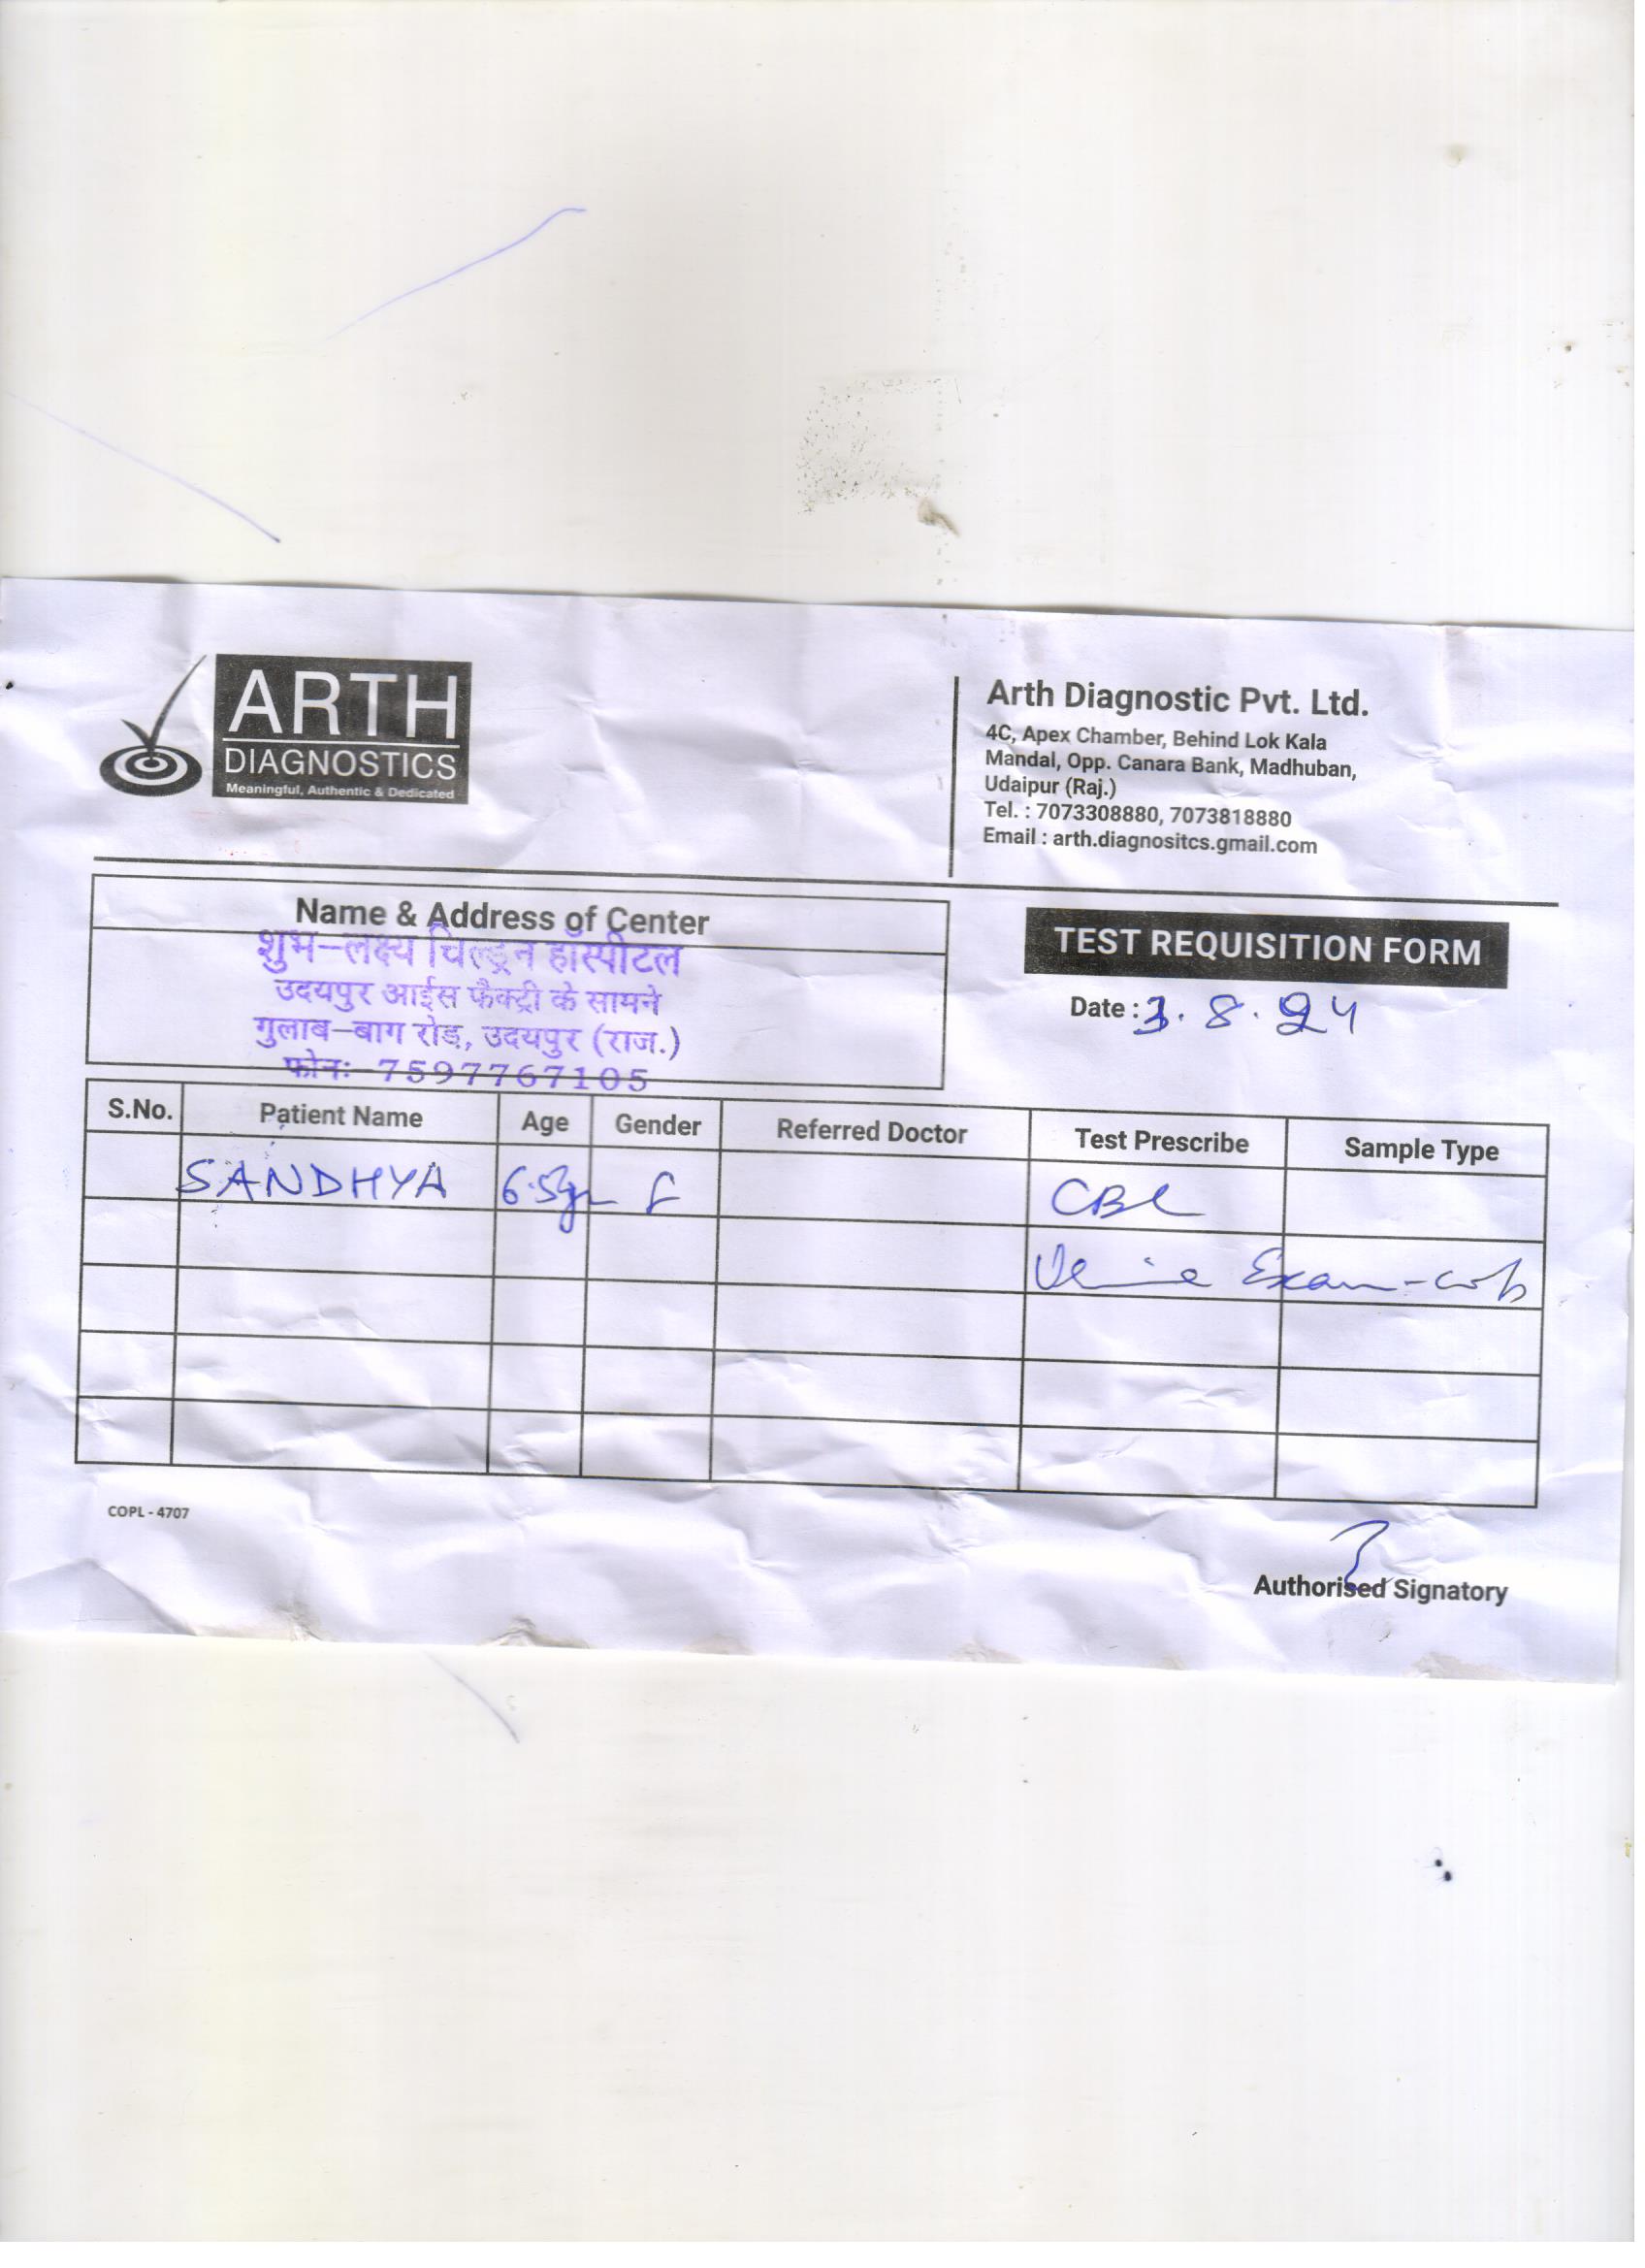 ARTH
DIAGNOSTICS
Meaningful, Authentic & Dedicated
Arth Diagnostic Pvt. Ltd.
4C, Apex Chamber, Behind Lok Kala
Mandal, Opp. Canara Bank, Madhuban,
Udaipur (Raj.)
Tel. : 7073308880, 7073818880
Email : arth.diagnositcs.gmail.com
Name & Address of Center
शुभ-लक्ष्य चिल्ड्रन हॉस्पीटल
उदयपुर आईस फैक्ट्री के सामने
गुलाब-बाग रोड, उदयपुर (राज.)
फोनः 7597767105
TEST REQUISITION FORM
Date : 3.8.24
S.No. Patient Name Age Gender Referred Doctor Test Prescribe Sample Type
SANDHYA 6.5yr F CBC
Urine Exam
COPL - 4707
Authorised Signatory